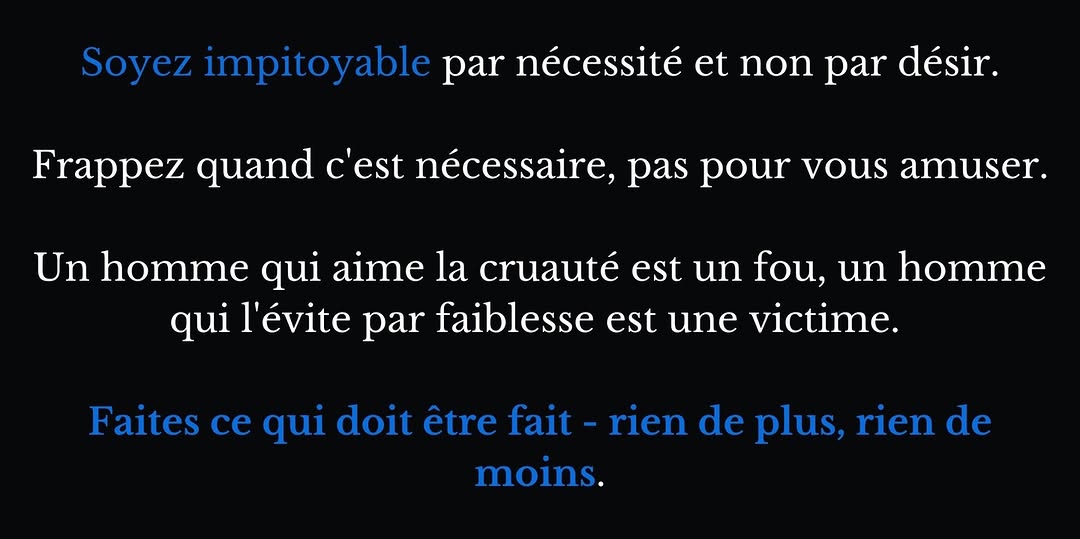 Soyez impitoyable par nécessité et non par désir.
Frappez quand c'est nécessaire, pas pour vous amuser.
Un homme qui aime la cruauté est un fou, un homme
qui l'évite par faiblesse est une victime.
Faites ce qui doit être fait - rien de plus, rien de
moins.